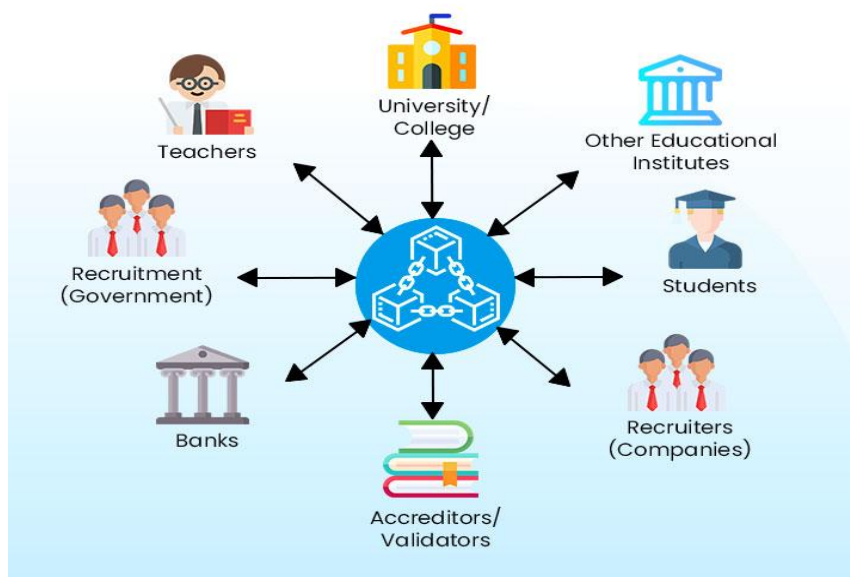 University/
College
Teachers
Other Educational
Institutes
Recruitment
(Government)
Students
Banks
Recruiters
(Companies)
Accreditors/
Validators